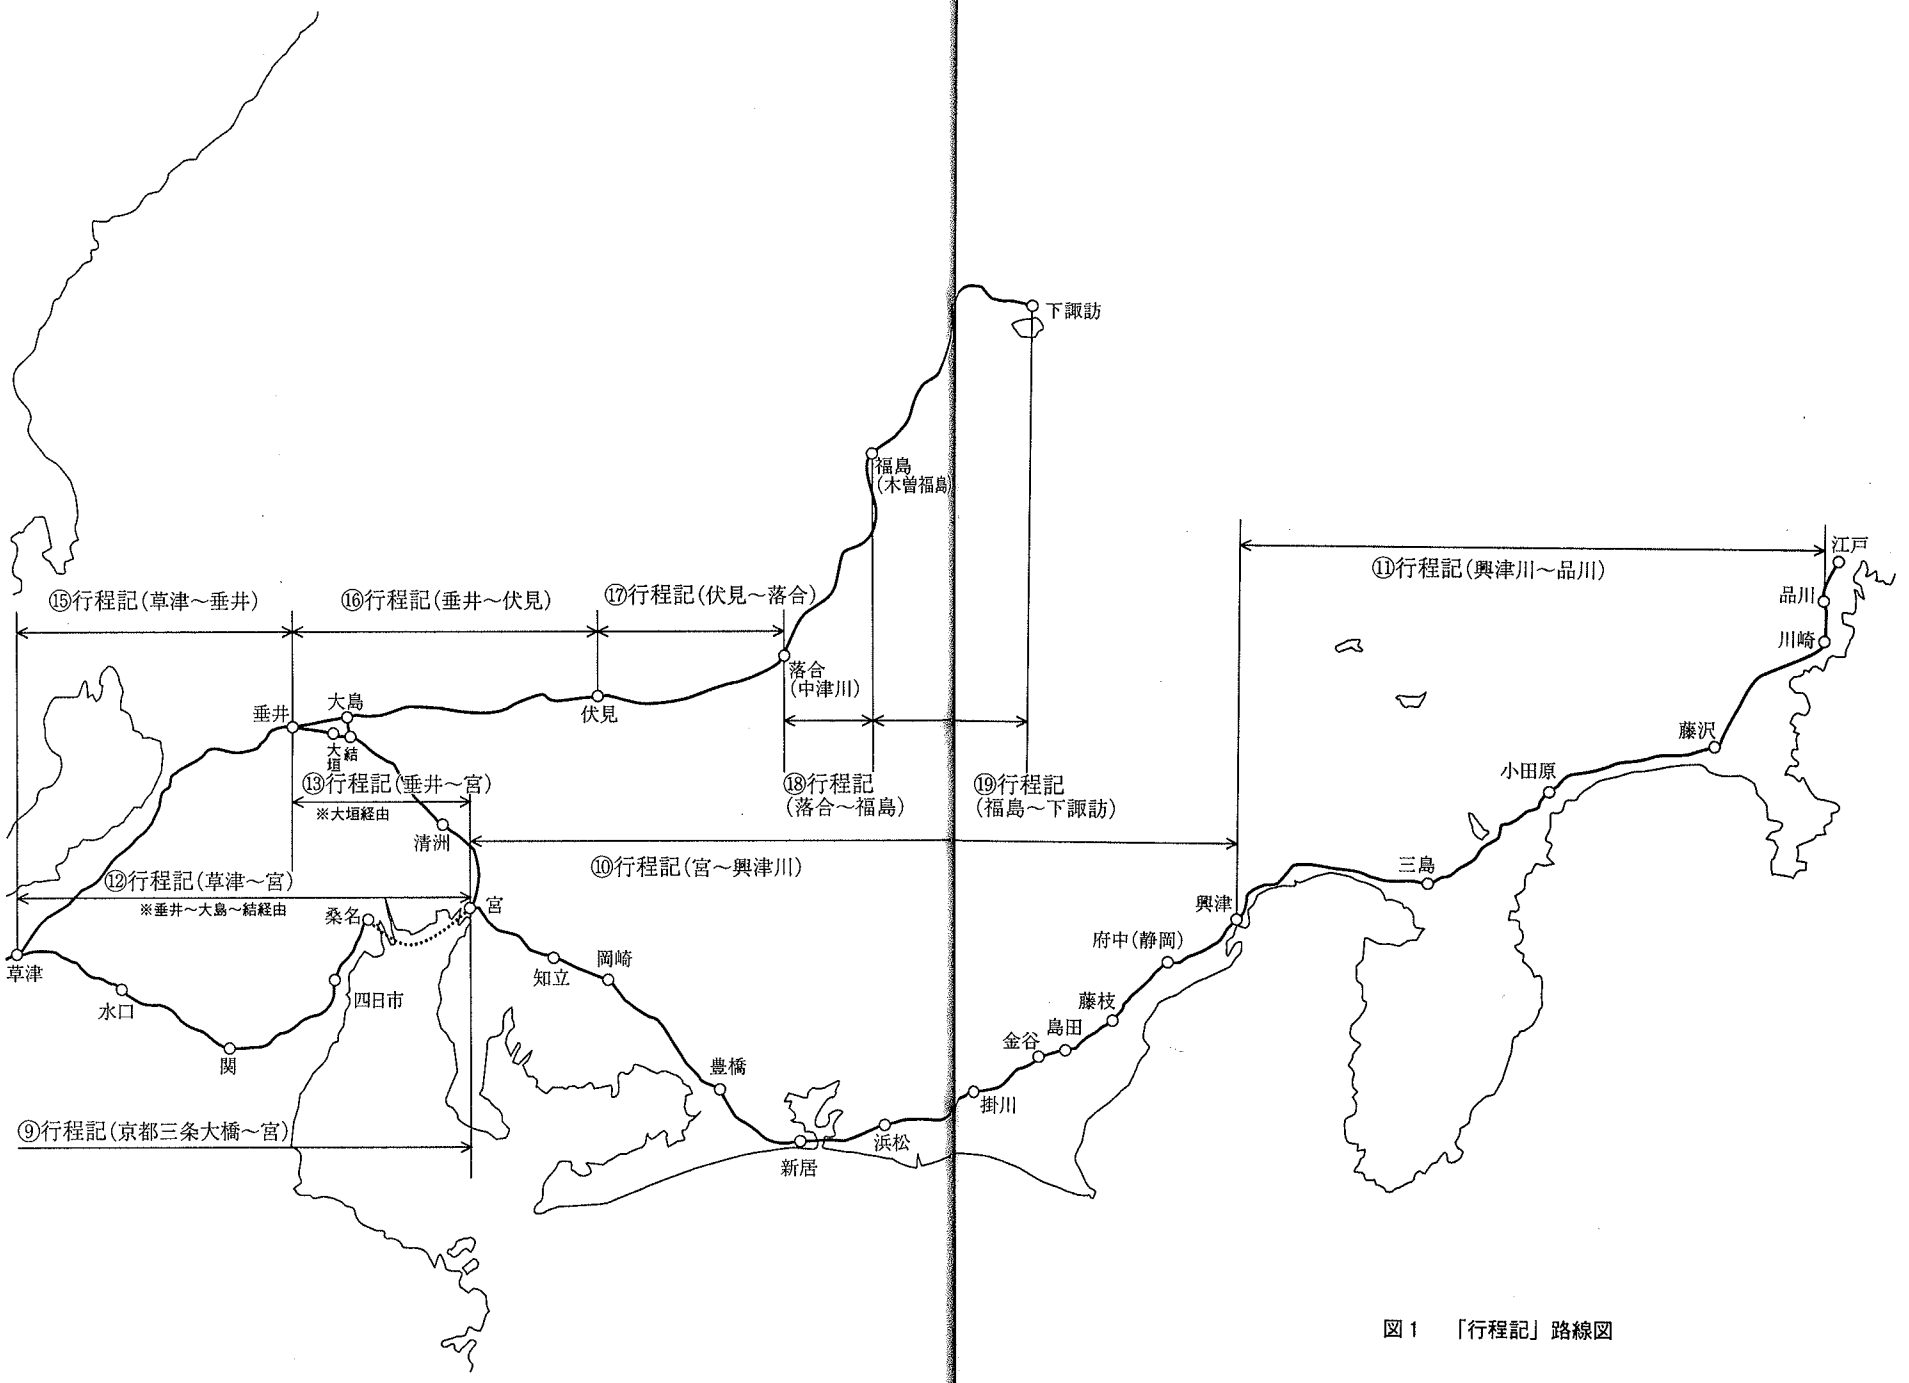 下諏訪
福島
(木曽福島)
江戸
⑪行程記(興津川～品川)
品川
⑮行程記(草津～垂井)
⑯行程記(垂井～伏見)
⑰行程記(伏見～落合)
川崎
落合
(中津川)
大島
垂井
伏見
藤沢
大垣
結
小田原
⑬行程記(垂井～宮)
※大垣経由
⑱行程記
(落合～福島)
⑲行程記
(福島～下諏訪)
清洲
⑩行程記(宮～興津川)
三島
⑫行程記(草津～宮)
※垂井～大島～結経由
桑名
宮
興津
府中(静岡)
草津
知立
岡崎
四日市
水口
藤枝
島田
金谷
関
豊橋
掛川
⑨行程記(京都三条大橋～宮)
浜松
新居
図1 「行程記」路線図